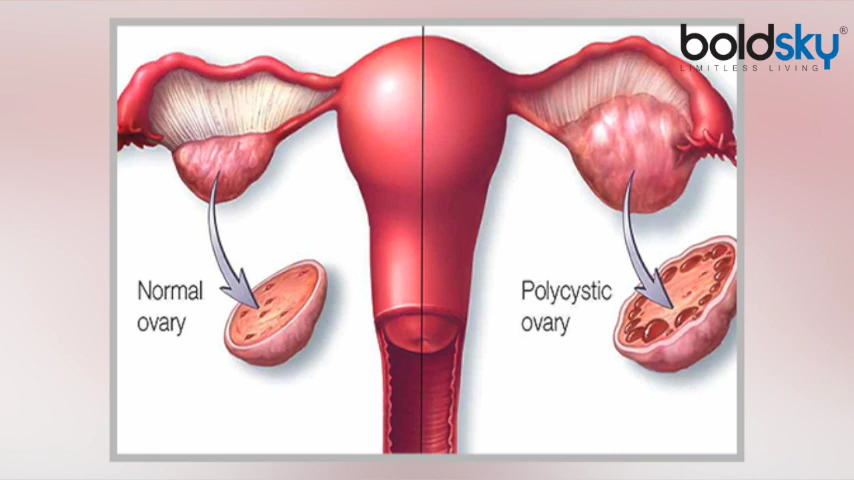 boldsky®
LIMITLESS LIVING
Normal
ovary
Polycystic
ovary